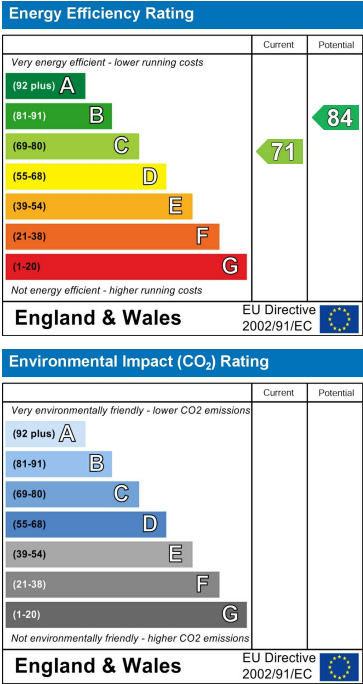 Energy Efficiency Rating
Current Potential
Very energy efficient - lower running costs
(92 plus) A
(81-91) B
(69-80) C
(55-68) D
(39-54) E
(21-38) F
(1-20) G
71
84
Not energy efficient - higher running costs
England & Wales
EU Directive
2002/91/EC
Environmental Impact (CO₂) Rating
Current Potential
Very environmentally friendly - lower CO2 emissions
(92 plus) A
(81-91) B
(69-80) C
(55-68) D
(39-54) E
(21-38) F
(1-20) G
Not environmentally friendly - higher CO2 emissions
England & Wales
EU Directive
2002/91/EC